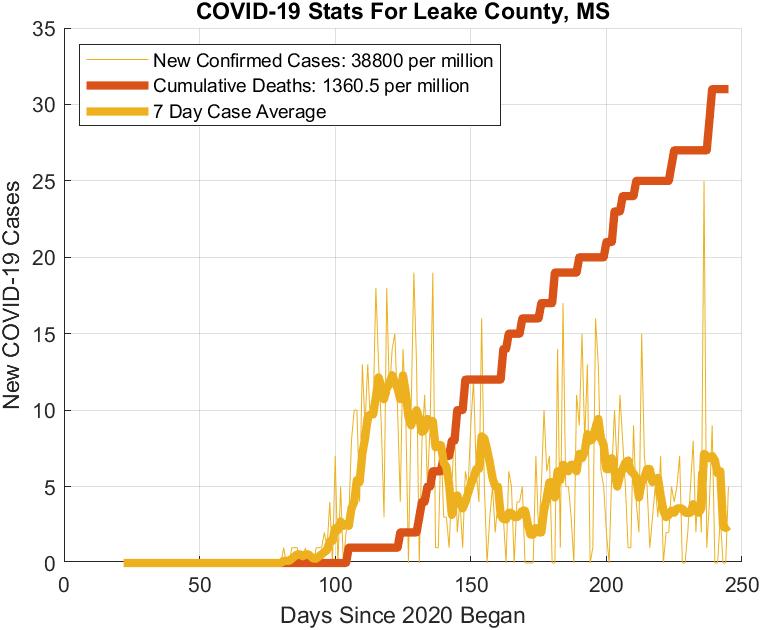 COVID-19 Stats For Leake County, MS
New Confirmed Cases: 38800 per million
Cumulative Deaths: 1360.5 per million
7 Day Case Average
New COVID-19 Cases
35
30
25
20
15
10
5
0
0 50 100 150 200 250
Days Since 2020 Began